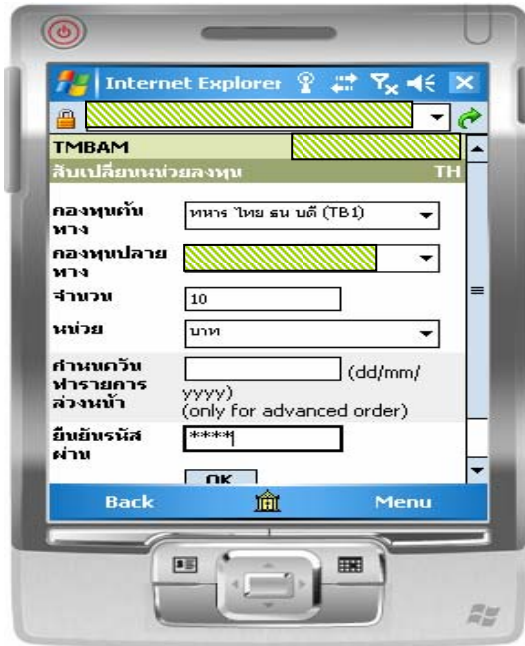 Internet Explorer
TMBAM
สับเปลี่ยนหน่วยลงทุน TH
กองทุนต้น
ทาง
ทหาร ไทย ธน บดี (TB1)
กองทุนปลาย
ทาง
จำนวน
10
หน่วย
บาท
กำหนดวัน
ทำรายการ
ล่วงหน้า
(dd/mm/
yyyy)
(only for advanced order)
ยืนยันรหัส
ผ่าน
****
OK
Back Menu